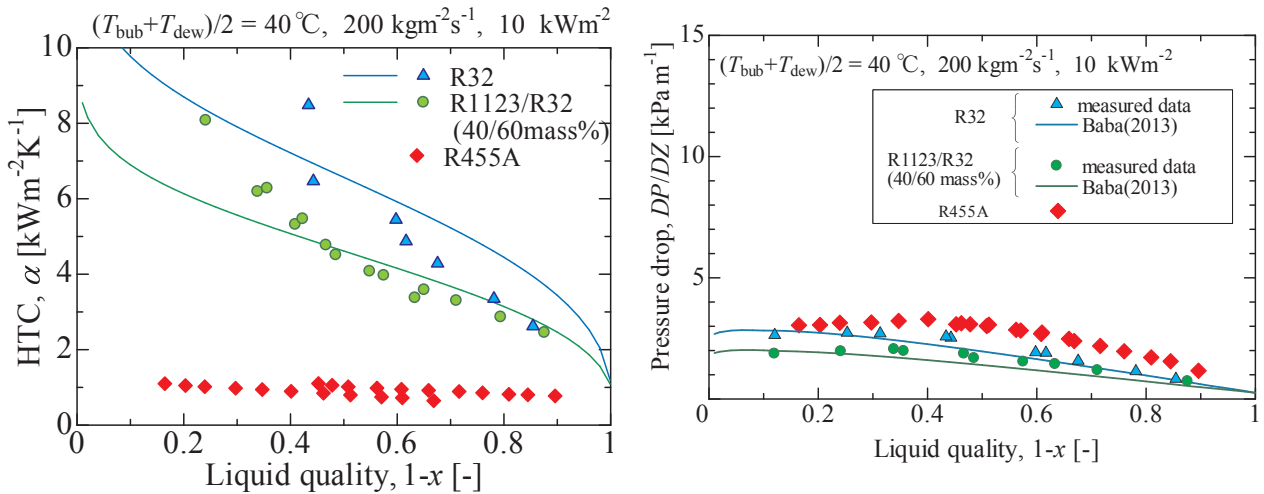 (Tbub+Tdew)/2 = 40 ℃, 200 kgm-2s-1, 10 kWm-2
10
8
6
4
2
0
HTC, α [kWm-2K-1]
R32
R1123/R32
(40/60mass%)
R455A
0 0.2 0.4 0.6 0.8 1
Liquid quality, 1-x [-]
15
10
5
0
Pressure drop, DP/DZ [kPa m-1]
(Tbub+Tdew)/2 = 40 ℃, 200 kgm-2s-1, 10 kWm-2
R32
measured data
Baba(2013)
R1123/R32
(40/60 mass%)
measured data
Baba(2013)
R455A
0 0.2 0.4 0.6 0.8 1
Liquid quality, 1-x [-]